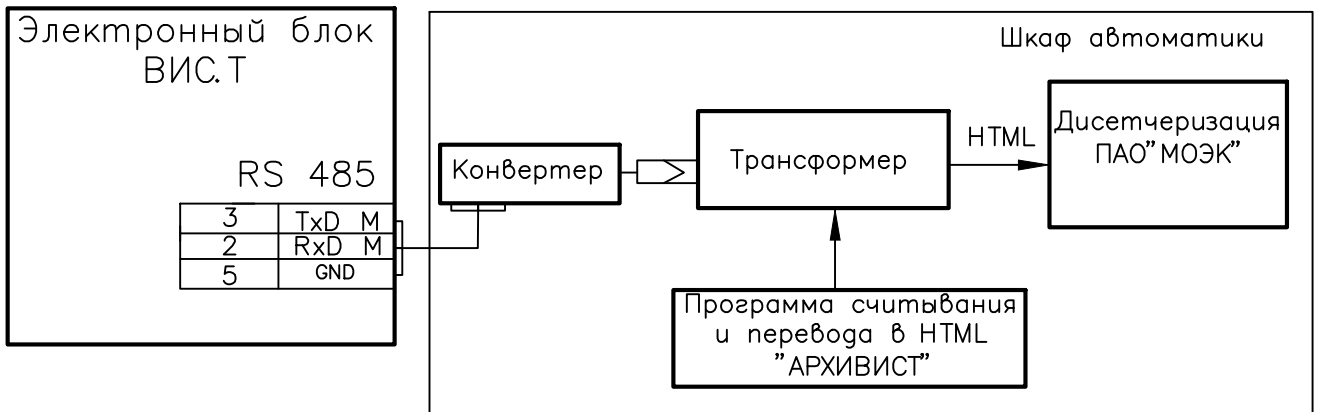 Электронный блок
ВИС.Т
RS 485
3 TxD M
2 RxD M
5 GND
Шкаф автоматики
Конвертер
Трансформер
HTML
Дисетчеризация
ПАО"МОЭК"
Программа считывания
и перевода в HTML
"АРХИВИСТ"